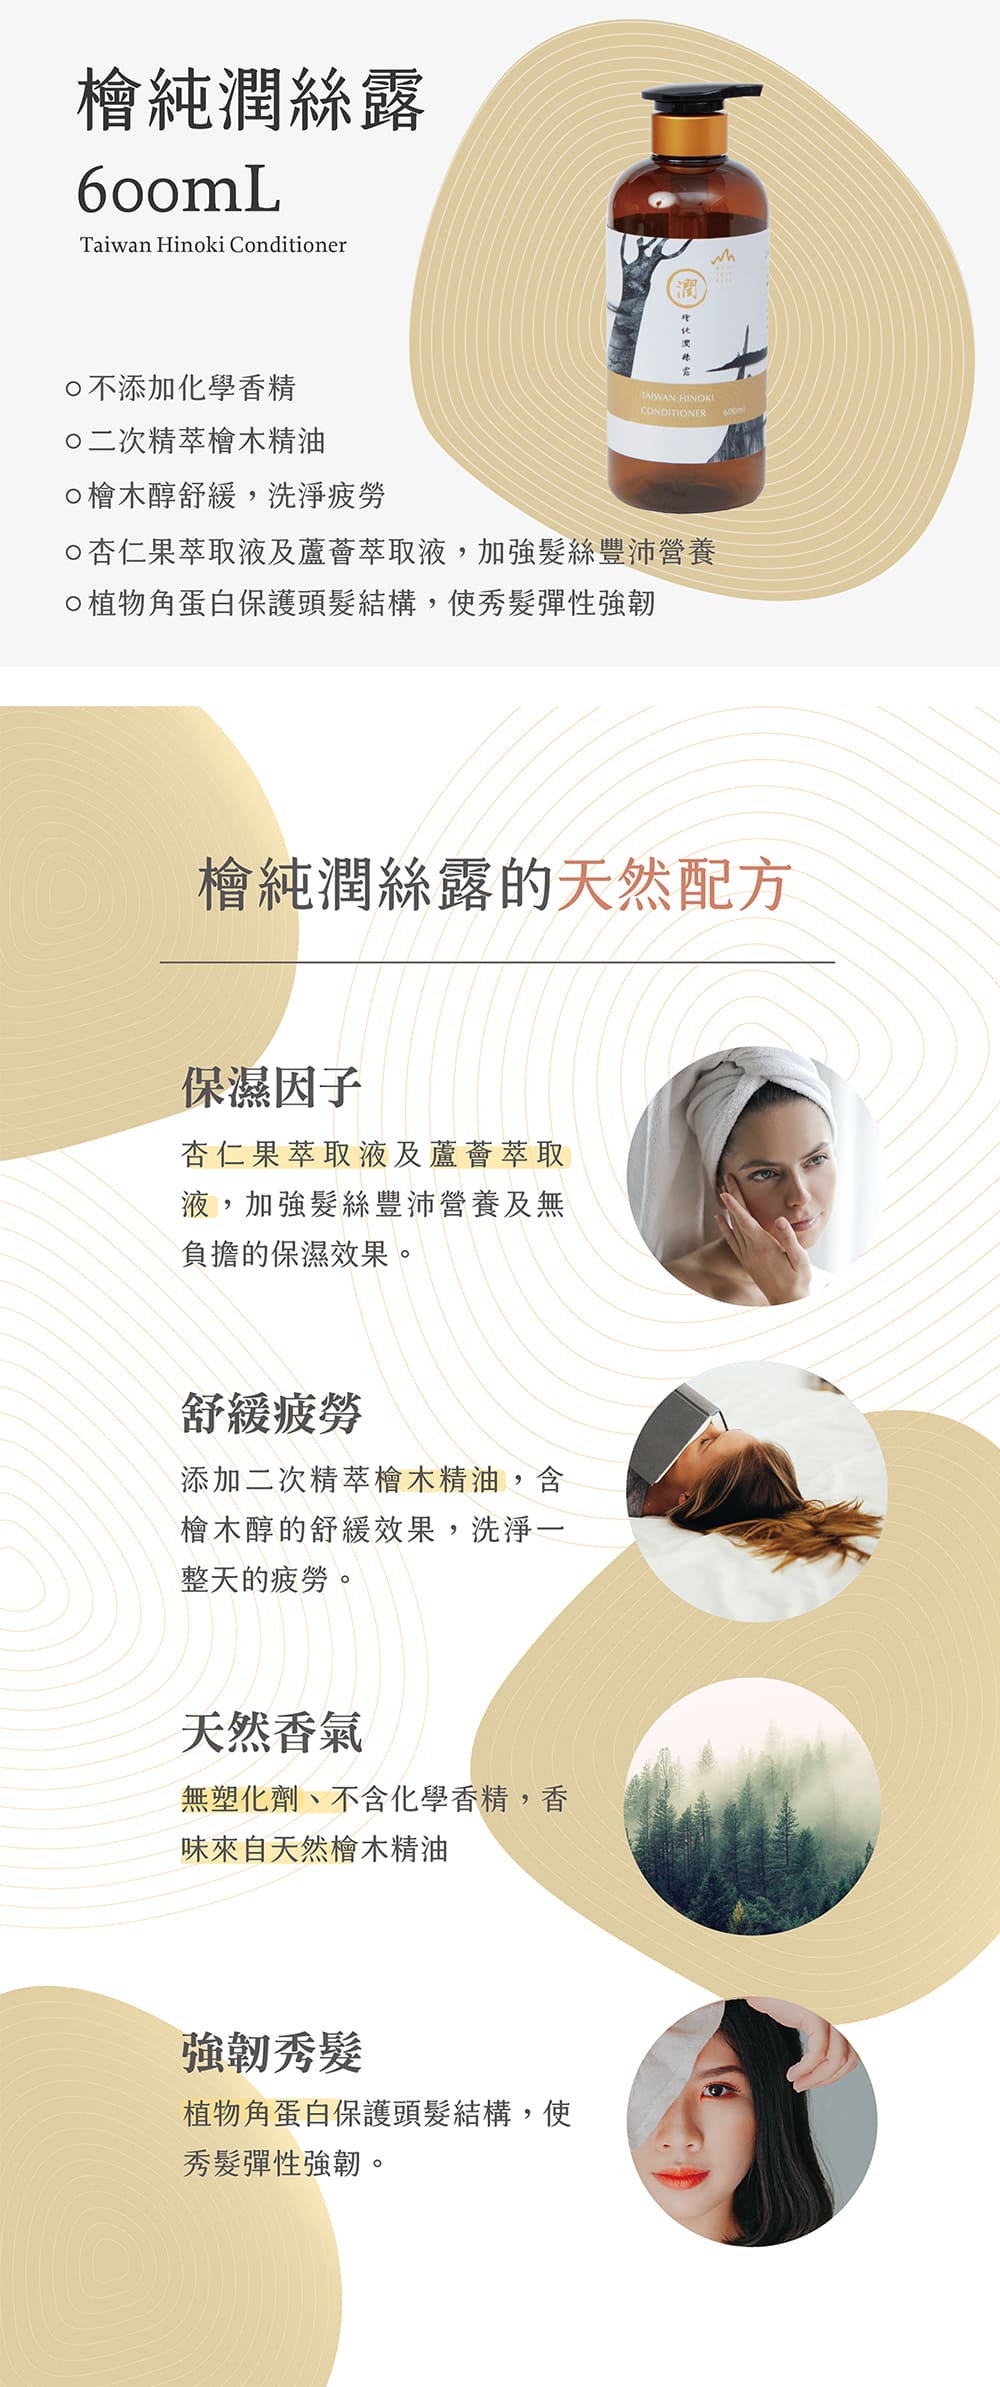 檜純潤絲露
600mL
Taiwan Hinoki Conditioner
潤
檜純潤絲露
TAIWAN HINOKI
CONDITIONER 600ml
不添加化學香精
二次精萃檜木精油
檜木醇舒緩，洗淨疲勞
杏仁果萃取液及蘆薈萃取液，加強髮絲豐沛營養
植物角蛋白保護頭髮結構，使秀髮彈性強韌
檜純潤絲露的天然配方
保濕因子
杏仁果萃取液及蘆薈萃取
液，加強髮絲豐沛營養及無
負擔的保濕效果。
舒緩疲勞
添加二次精萃檜木精油，含
檜木醇的舒緩效果，洗淨一
整天的疲勞。
天然香氣
無塑化劑、不含化學香精，香
味來自天然檜木精油
強韌秀髮
植物角蛋白保護頭髮結構，使
秀髮彈性強韌。